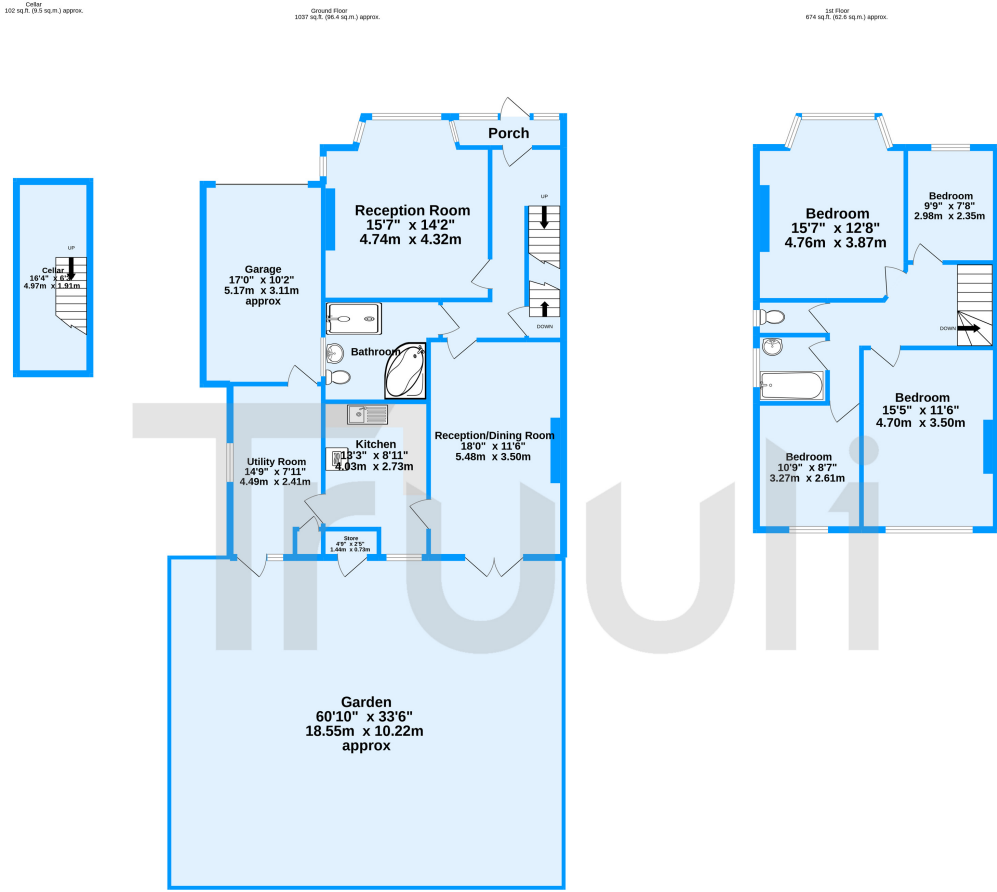 Cellar
102 sq.ft. (9.5 sq.m.) approx.
Ground Floor
1037 sq.ft. (96.4 sq.m.) approx.
1st Floor
674 sq.ft. (62.6 sq.m.) approx.
UP
Cellar
16'4" x 6'3"
4.97m x 1.91m
Porch
Reception Room
15'7" x 14'2"
4.74m x 4.32m
UP
DOWN
Garage
17'0" x 10'2"
5.17m x 3.11m
approx
Bathroom
Kitchen
13'3" x 8'11"
4.03m x 2.73m
Reception/Dining Room
18'0" x 11'6"
5.48m x 3.50m
Utility Room
14'9" x 7'11"
4.49m x 2.41m
Store
4'9" x 2'5"
1.44m x 0.73m
Garden
60'10" x 33'6"
18.55m x 10.22m
approx
Bedroom
15'7" x 12'8"
4.76m x 3.87m
Bedroom
9'9" x 7'8"
2.98m x 2.35m
DOWN
Bedroom
15'5" x 11'6"
4.70m x 3.50m
Bedroom
10'9" x 8'7"
3.27m x 2.61m
Truuli